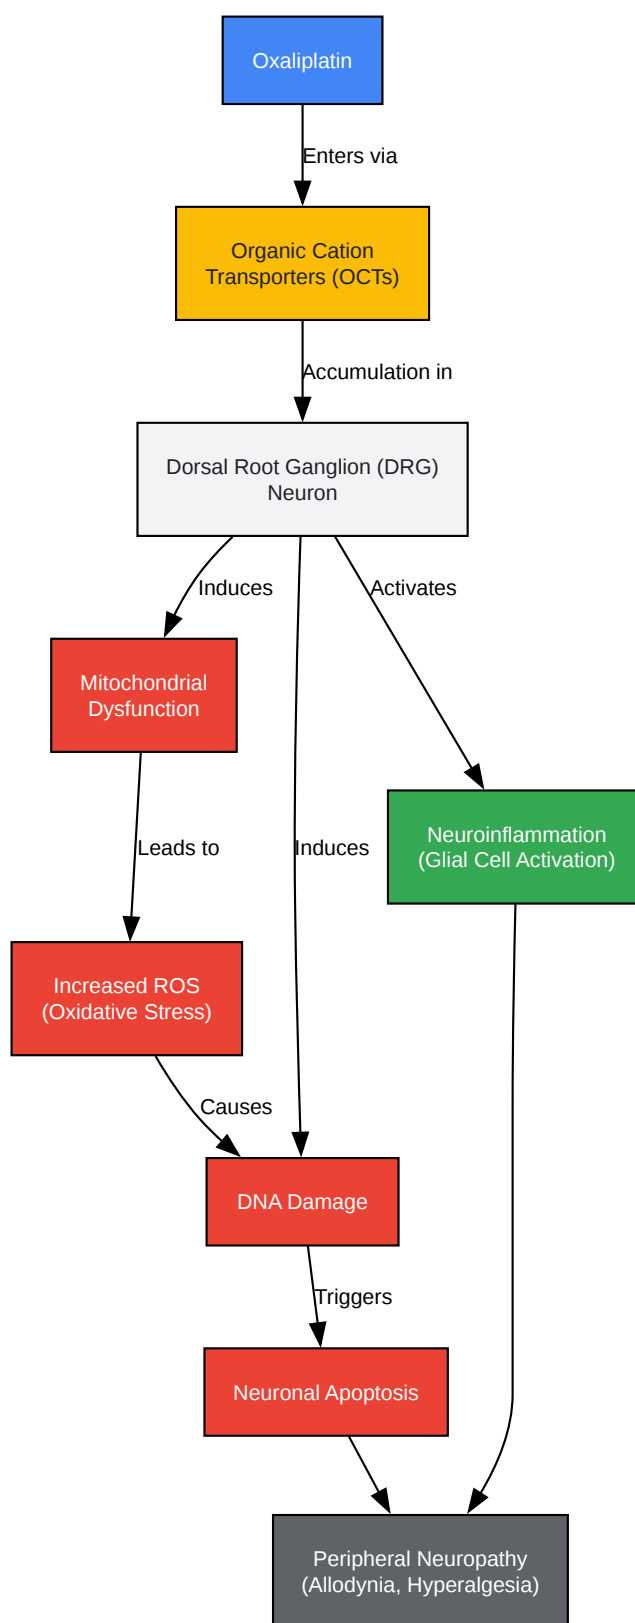 Oxaliplatin
Enters via
Organic Cation
Transporters (OCTs)
Accumulation in
Dorsal Root Ganglion (DRG)
Neuron
Induces
Activates
Mitochondrial
Dysfunction
Leads to
Induces
Neuroinflammation
(Glial Cell Activation)
Increased ROS
(Oxidative Stress)
Causes
DNA Damage
Triggers
Neuronal Apoptosis
Peripheral Neuropathy
(Allodynia, Hyperalgesia)